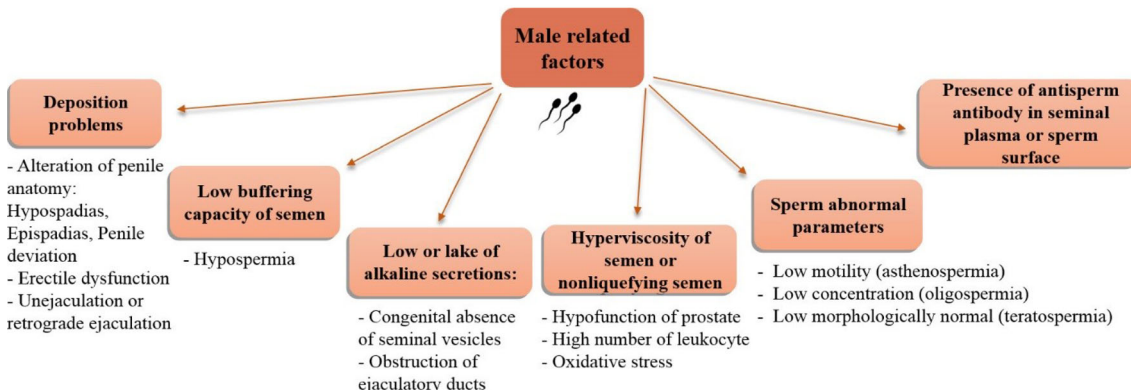 Male related
factors
Deposition
problems
- Alteration of penile
anatomy:
Hypospadias,
Epispadias, Penile
deviation
- Erectile dysfunction
- Unejaculation or
retrograde ejaculation
Low buffering
capacity of semen
- Hypospermia
Low or lake of
alkaline secretions:
- Congenital absence
of seminal vesicles
- Obstruction of
ejaculatory ducts
Hyperviscosity of
semen or
nonliquefying semen
- Hypofunction of prostate
- High number of leukocyte
- Oxidative stress
Sperm abnormal
parameters
- Low motility (asthenospermia)
- Low concentration (oligospermia)
- Low morphologically normal (teratospermia)
Presence of antisperm
antibody in seminal
plasma or sperm
surface